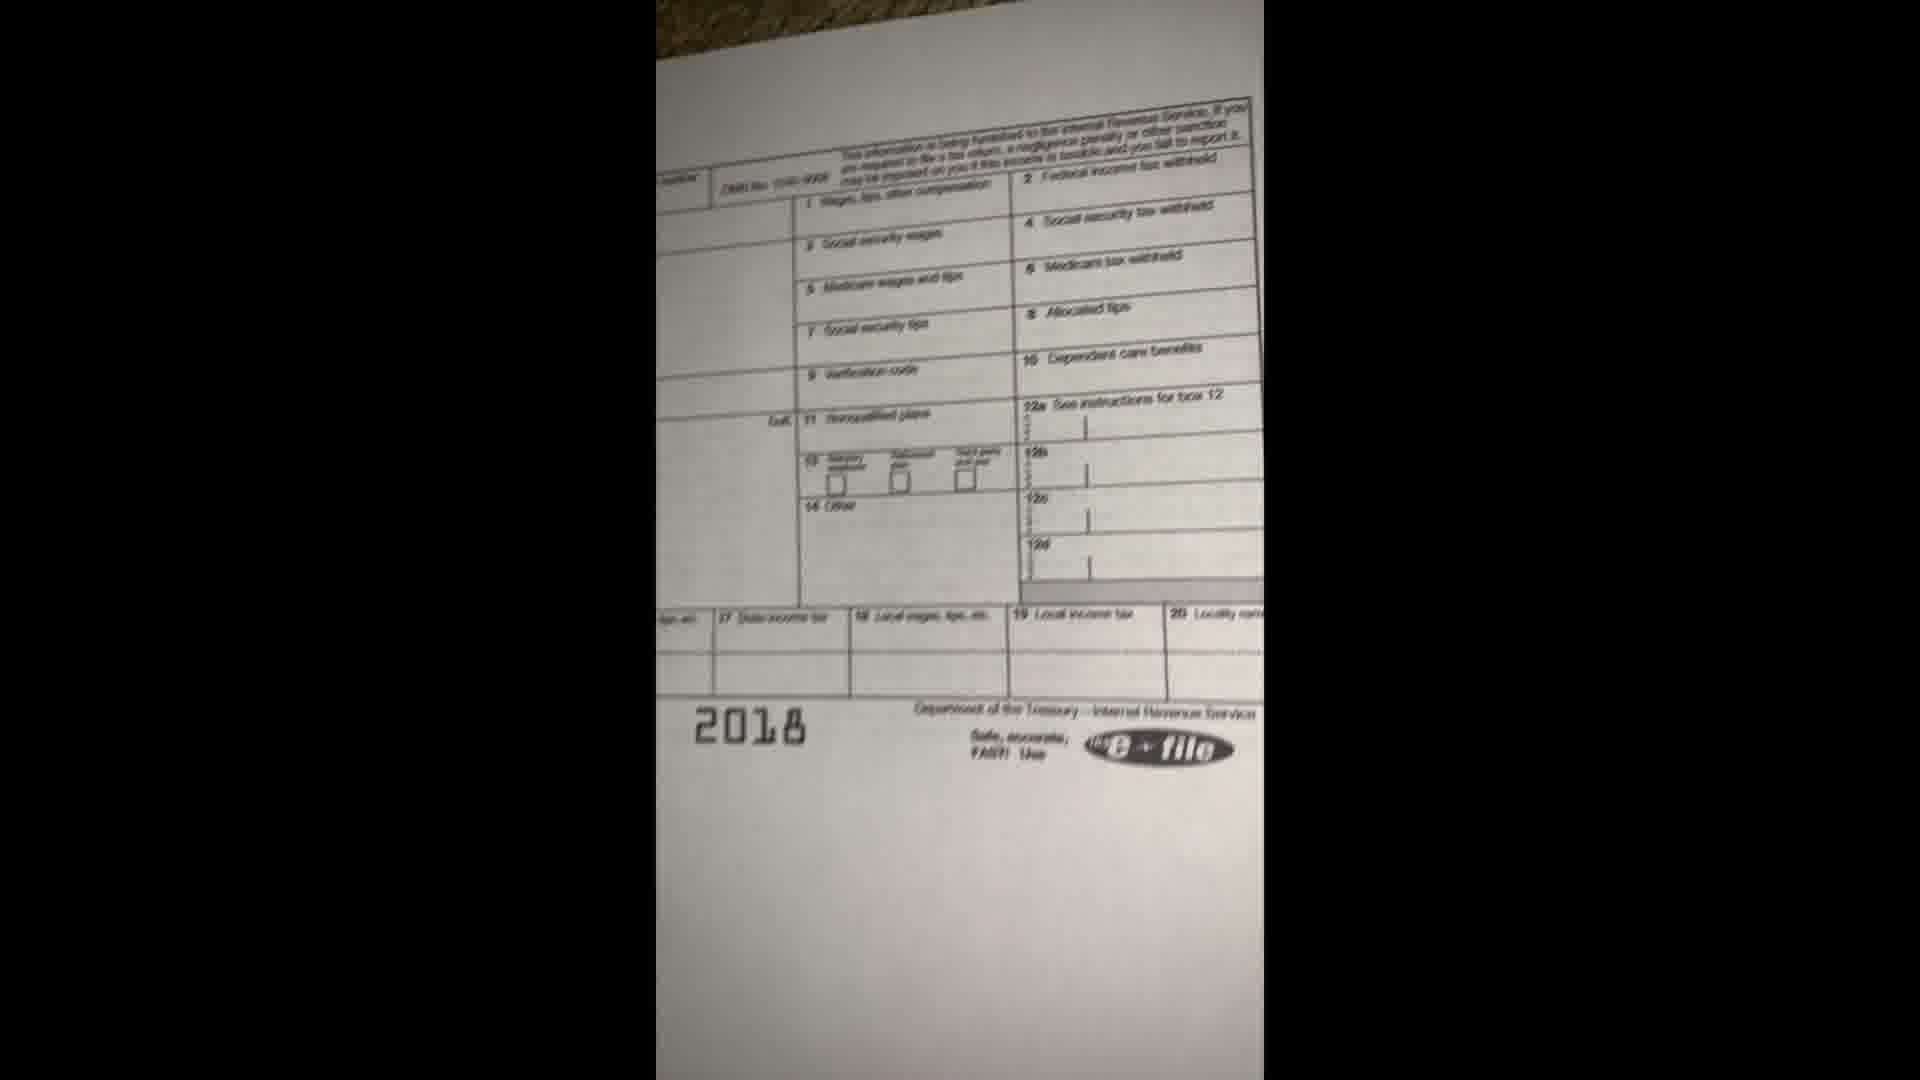 This information is being furnished to the Internal Revenue Service. If you
are required to file a tax return, a negligence penalty or other sanction
may be imposed on you if this income is taxable and you fail to report it.
number
OMB No.
1 Wages, tips, other compensation
2 Federal income tax withheld
3 Social security wages
4 Social security tax withheld
5 Medicare wages and tips
6 Medicare tax withheld
7 Social security tips
8 Allocated tips
9 Verification code
10 Dependent care benefits
Suff.
11 Nonqualified plans
12a See instructions for box 12
13 Statutory employee
Retirement plan
Third-party sick pay
12b
14 Other
12c
12d
tips, etc.
17 State income tax
18 Local wages, tips, etc.
19 Local income tax
20 Locality name
2018
Department of the Treasury - Internal Revenue Service
Safe, accurate,
FAST! Use
e file